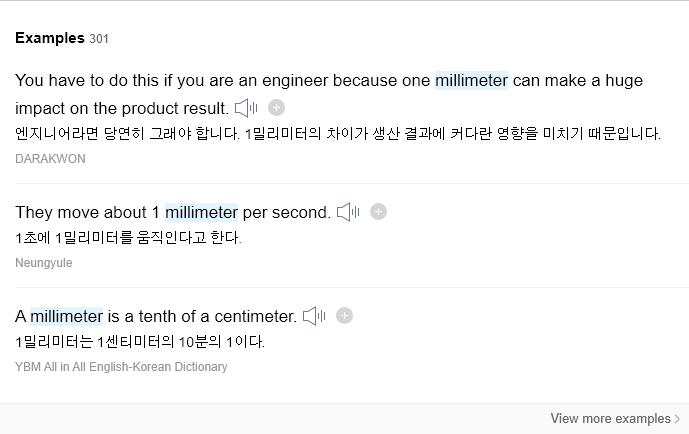 Examples 301
You have to do this if you are an engineer because one millimeter can make a huge
impact on the product result.
엔지니어라면 당연히 그래야 합니다. 1밀리미터의 차이가 생산 결과에 커다란 영향을 미치기 때문입니다.
DARAKWON
They move about 1 millimeter per second.
1초에 1밀리미터를 움직인다고 한다.
Neungyule
A millimeter is a tenth of a centimeter.
1밀리미터는 1센티미터의 10분의 1이다.
YBM All in All English-Korean Dictionary
View more examples